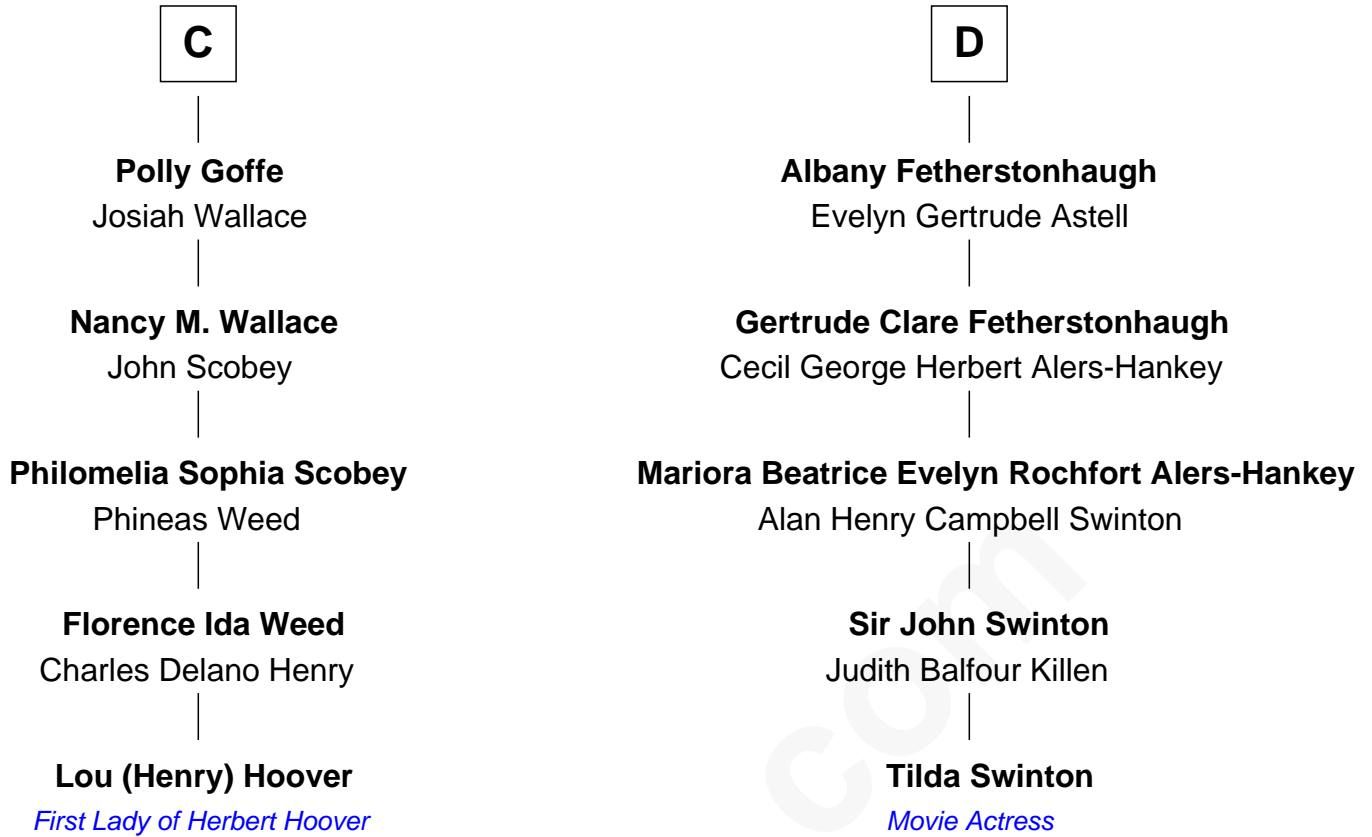 C
Polly Goffe
Josiah Wallace
Nancy M. Wallace
John Scobey
Philomelia Sophia Scobey
Phineas Weed
Florence Ida Weed
Charles Delano Henry
Lou (Henry) Hoover
First Lady of Herbert Hoover
D
Albany Fetherstonhaugh
Evelyn Gertrude Astell
Gertrude Clare Fetherstonhaugh
Cecil George Herbert Alers-Hankey
Mariora Beatrice Evelyn Rochfort Alers-Hankey
Alan Henry Campbell Swinton
Sir John Swinton
Judith Balfour Killen
Tilda Swinton
Movie Actress
com